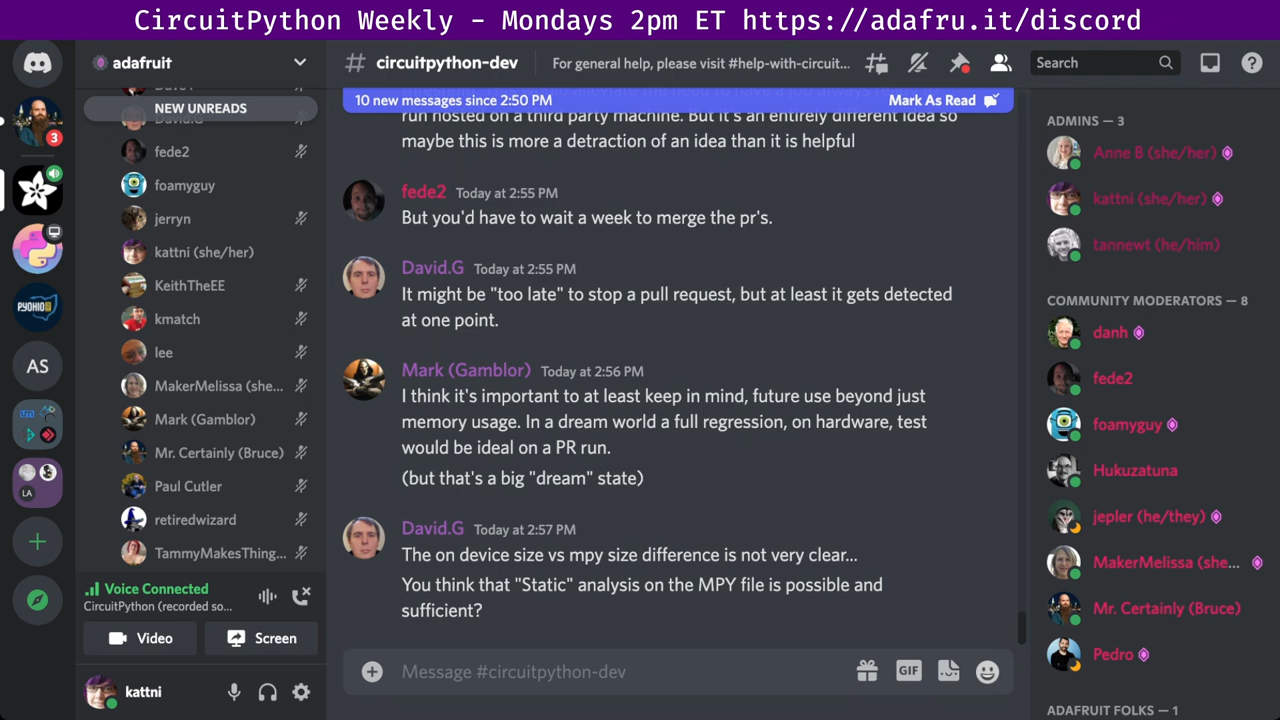 CircuitPython Weekly - Mondays 2pm ET https://adafru.it/discord
adafruit
NEW UNREADS
fede2
foamyguy
jerryn
kattni (she/her)
KeithTheEE
kmatch
lee
MakerMelissa (she...
Mark (Gamblor)
Mr. Certainly (Bruce)
Paul Cutler
retiredwizard
TammyMakesThing...
Voice Connected
CircuitPython (recorded so...
Video
Screen
kattni
3
PYOHIO
AS
LA
# circuitpython-dev
For general help, please visit #help-with-circuit...
Search
10 new messages since 2:50 PM
Mark As Read
run hosted on a third party machine. But it's an entirely different idea so
maybe this is more a detraction of an idea than it is helpful
fede2 Today at 2:55 PM
But you'd have to wait a week to merge the pr's.
David.G Today at 2:55 PM
It might be "too late" to stop a pull request, but at least it gets detected
at one point.
Mark (Gamblor) Today at 2:56 PM
I think it's important to at least keep in mind, future use beyond just
memory usage. In a dream world a full regression, on hardware, test
would be ideal on a PR run.
(but that's a big "dream" state)
David.G Today at 2:57 PM
The on device size vs mpy size difference is not very clear...
You think that "Static" analysis on the MPY file is possible and
sufficient?
Message #circuitpython-dev
GIF
ADMINS — 3
Anne B (she/her)
kattni (she/her)
tannewt (he/him)
COMMUNITY MODERATORS — 8
danh
fede2
foamyguy
Hukuzatuna
jepler (he/they)
MakerMelissa (she...
Mr. Certainly (Bruce)
Pedro
ADAFRUIT FOLKS — 1